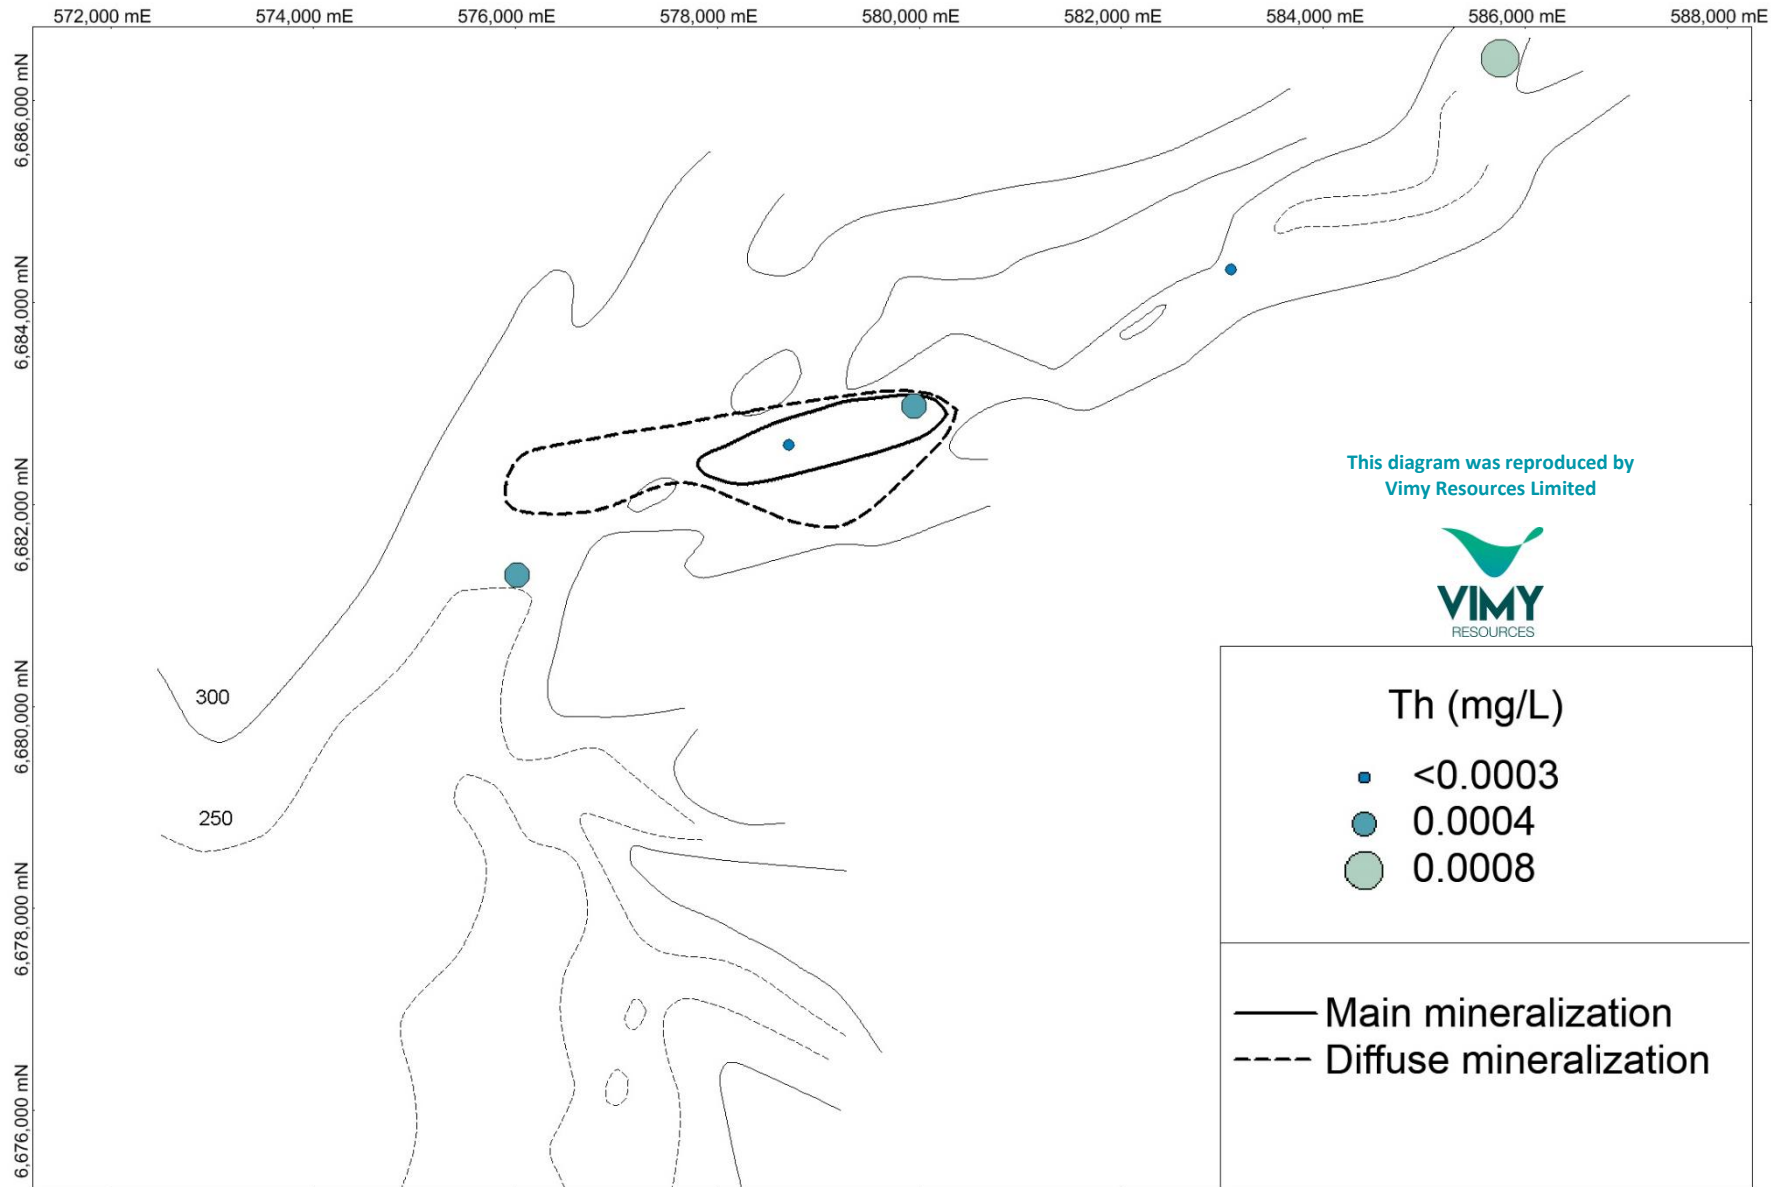 572,000 mE 574,000 mE 576,000 mE 578,000 mE 580,000 mE 582,000 mE 584,000 mE 586,000 mE 588,000 mE
6,686,000 mN
6,684,000 mN
6,682,000 mN
6,680,000 mN
6,678,000 mN
6,676,000 mN
300
250
This diagram was reproduced by
Vimy Resources Limited
VIMY
RESOURCES
Th (mg/L)
<0.0003
0.0004
0.0008
Main mineralization
Diffuse mineralization